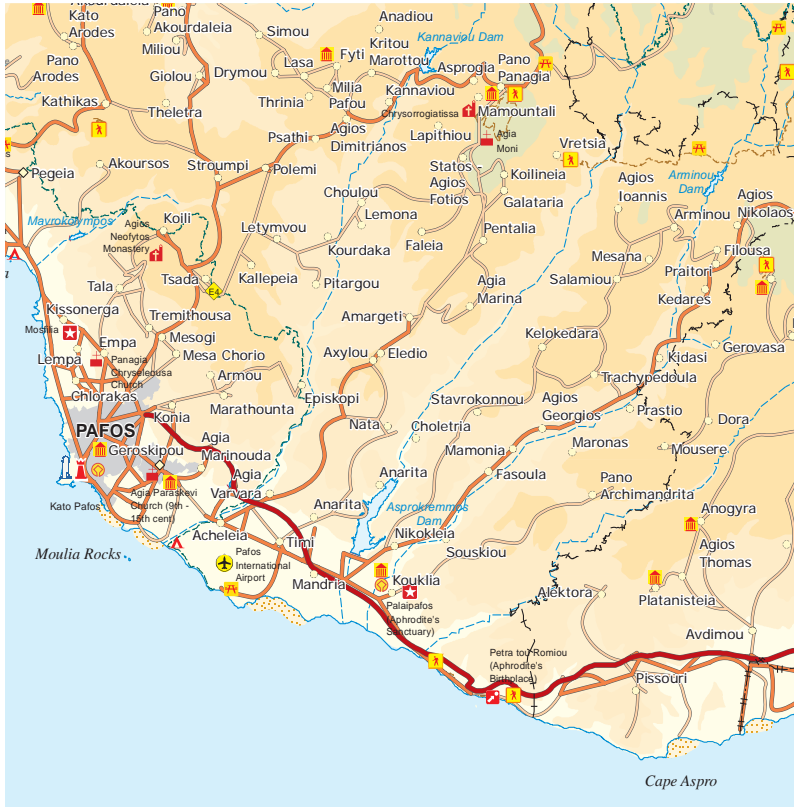 Akourdaleia
Kato
Arodes
Pano
Akourdaleia
Miliou
Pano
Arodes
Giolou
Kathikas
Theletra
Simou
Drymou
Lasa
Fyti
Thrinia
Milia
Pafou
Psathi
Agios
Dimitrianos
Anadiou
Kritou
Marottou
Kannaviou Dam
Kannaviou
Asprogia
Pano
Panagia
Chrysorrogiatissa
Mamountali
Lapithiou
Agia
Moni
Vretsia
Statos
Agios
Fotios
Koilineia
Galataria
Pentalia
Faleia
Akoursos
Stroumpi
Polemi
Pegeia
Choulou
Lemona
Kourdaka
Letymvou
Mavrokolympos
Koili
Agios
Neofytos
Monastery
Tsada
E4
Kallepeia
Pitargou
Tala
Kissonerga
Tremithousa
Mosfilia
Mesogi
Empa
Mesa Chorio
Lempa
Panagia
Chryseleousa
Church
Armou
Chlorakas
Marathounta
Konia
PAFOS
Geroskipou
Agia
Marinouda
Agia
Varvara
Agia Paraskevi
Church (9th -
15th cent)
Kato Pafos
Acheleia
Moulia Rocks
Pafos
International
Airport
Timi
Mandria
Anarita
Anarita
Nata
Episkopi
Axylou
Eledio
Amargeti
Agia
Marina
Choletria
Stavrokonnou
Kelokedara
Salamiou
Mesana
Agios
Ioannis
Arminou
Dam
Arminou
Agios
Nikolaos
Filousa
Praitori
Kedares
Gerovasa
Kidasi
Trachypedoula
Agios
Georgios
Prastio
Dora
Mousere
Maronas
Mamonia
Fasoula
Pano
Archimandrita
Anogyra
Agios
Thomas
Platanisteia
Alektora
Avdimou
Asprokremmos
Dam
Nikokleia
Souskiou
Kouklia
Palaipafos
(Aphrodite's
Sanctuary)
Petra tou Romiou
(Aphrodite's
Birthplace)
Pissouri
Cape Aspro